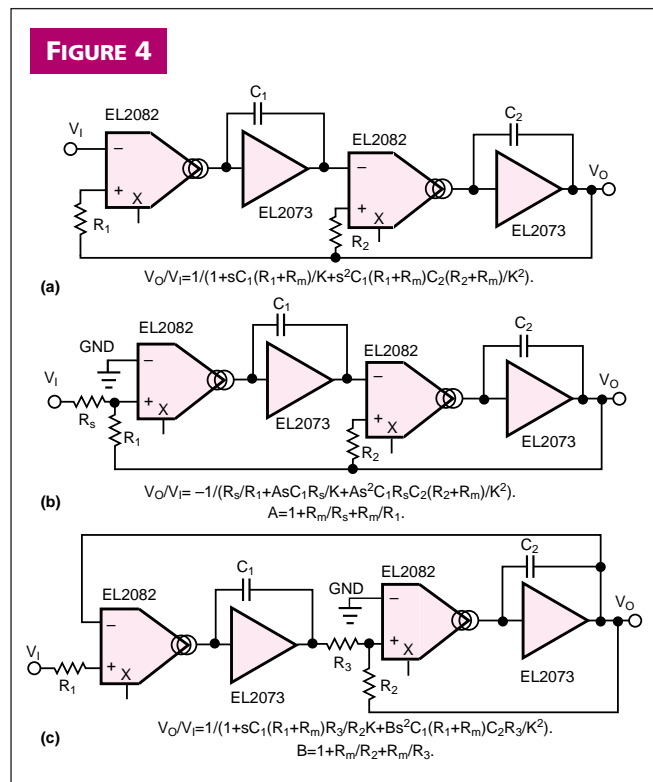 FIGURE 4
EL2082
C1
EL2082
C2
VI
VO
–
–
+
X
+
X
R1
EL2073
R2
EL2073
(a)
VO/VI=1/(1+sC1(R1+Rm)/K+s²C1(R1+Rm)C2(R2+Rm)/K²).
EL2082
C1
EL2082
C2
GND
VI
VO
–
–
+
X
+
X
Rs
R1
EL2073
R2
EL2073
(b)
VO/VI= –1/(Rs/R1+AsC1Rs/K+As²C1RsC2(R2+Rm)/K²).
A=1+Rm/Rs+Rm/R1.
EL2082
C1
EL2082
C2
GND
VI
VO
–
–
+
X
+
X
R1
R3
EL2073
R2
EL2073
VO/VI=1/(1+sC1(R1+Rm)R3/R2K+Bs²C1(R1+Rm)C2R3/K²).
(c)
B=1+Rm/R2+Rm/R3.